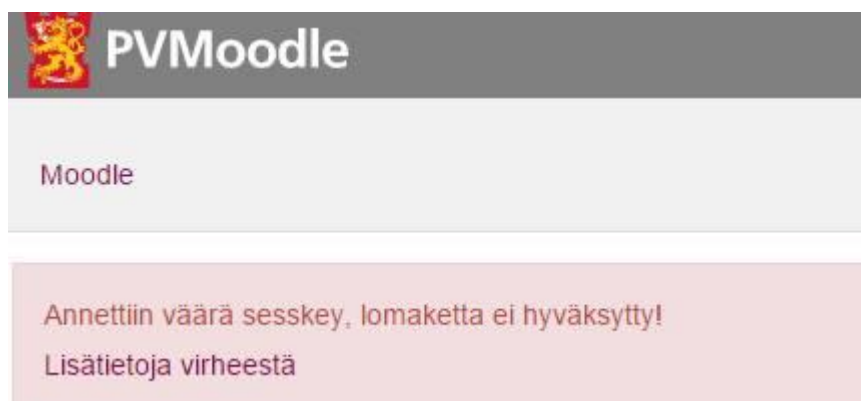 PVMoodle
Moodle
Annettiin väärä sesskey, lomaketta ei hyväksytty!
Lisätietoja virheestä